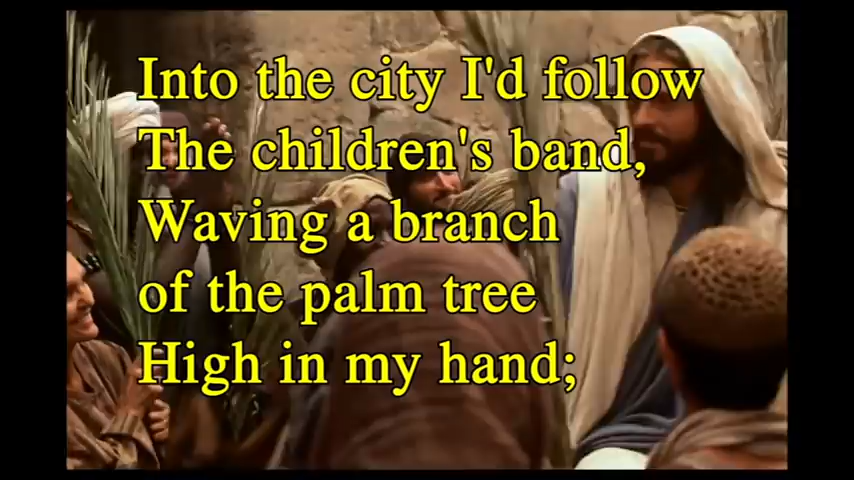 Into the city I'd follow
The children's band,
Waving a branch
of the palm tree
High in my hand;